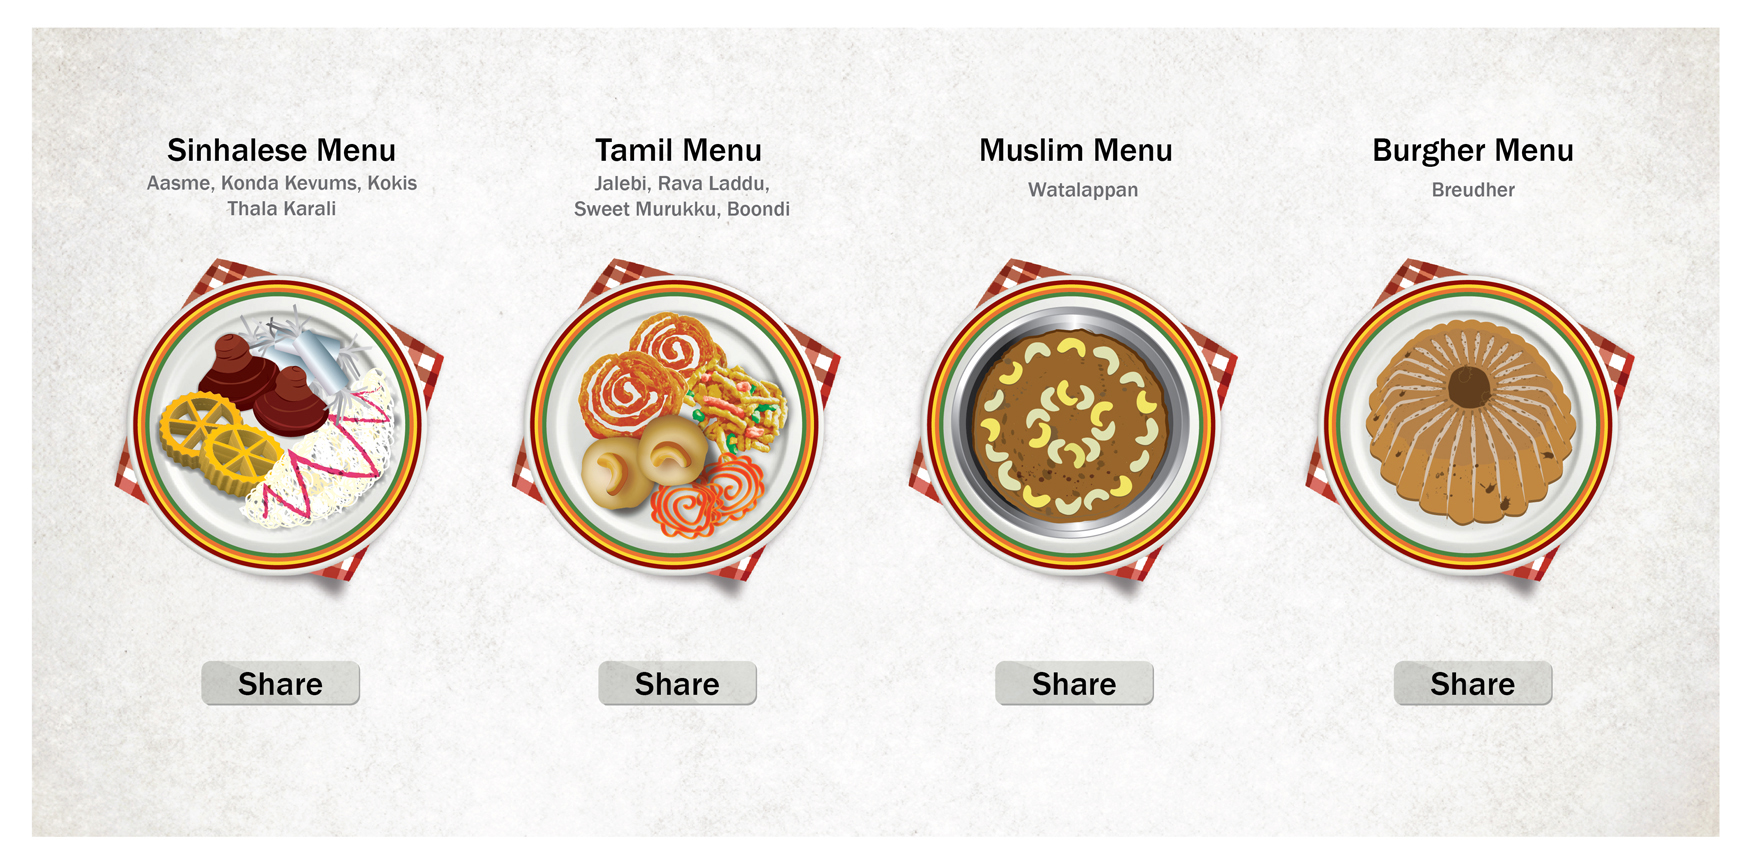 Sinhalese Menu
Aasme, Konda Kevums, Kokis
Thala Karali
Share
Tamil Menu
Jalebi, Rava Laddu,
Sweet Murukku, Boondi
Share
Muslim Menu
Watalappan
Share
Burgher Menu
Breudher
Share